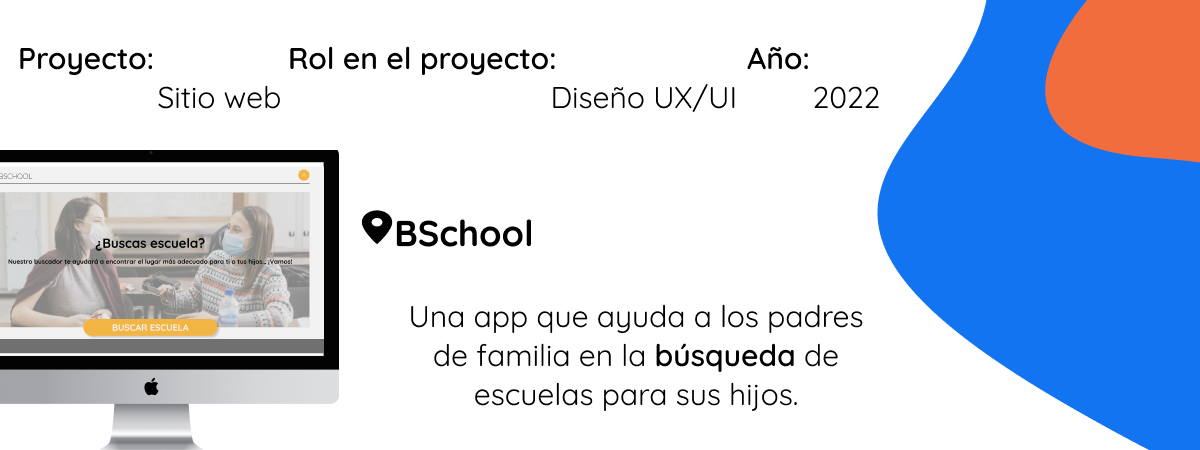 Proyecto:
Rol en el proyecto:
Año:
Sitio web
Diseño UX/UI
2022
BSCHOOL
¿Buscas escuela?
Nuestro buscador te ayudará a encontrar el lugar más adecuado para ti o tus hijos... ¡Vamos!
BUSCAR ESCUELA
BSchool
Una app que ayuda a los padres
de familia en la búsqueda de
escuelas para sus hijos.